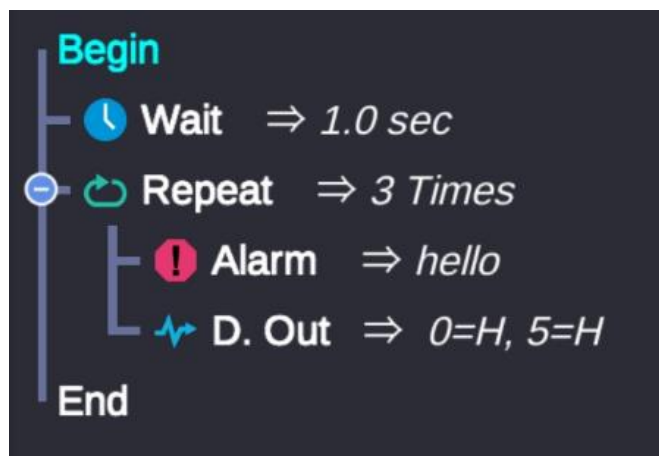 Begin
Wait ⇒ 1.0 sec
Repeat ⇒ 3 Times
Alarm ⇒ hello
D. Out ⇒ 0=H, 5=H
End